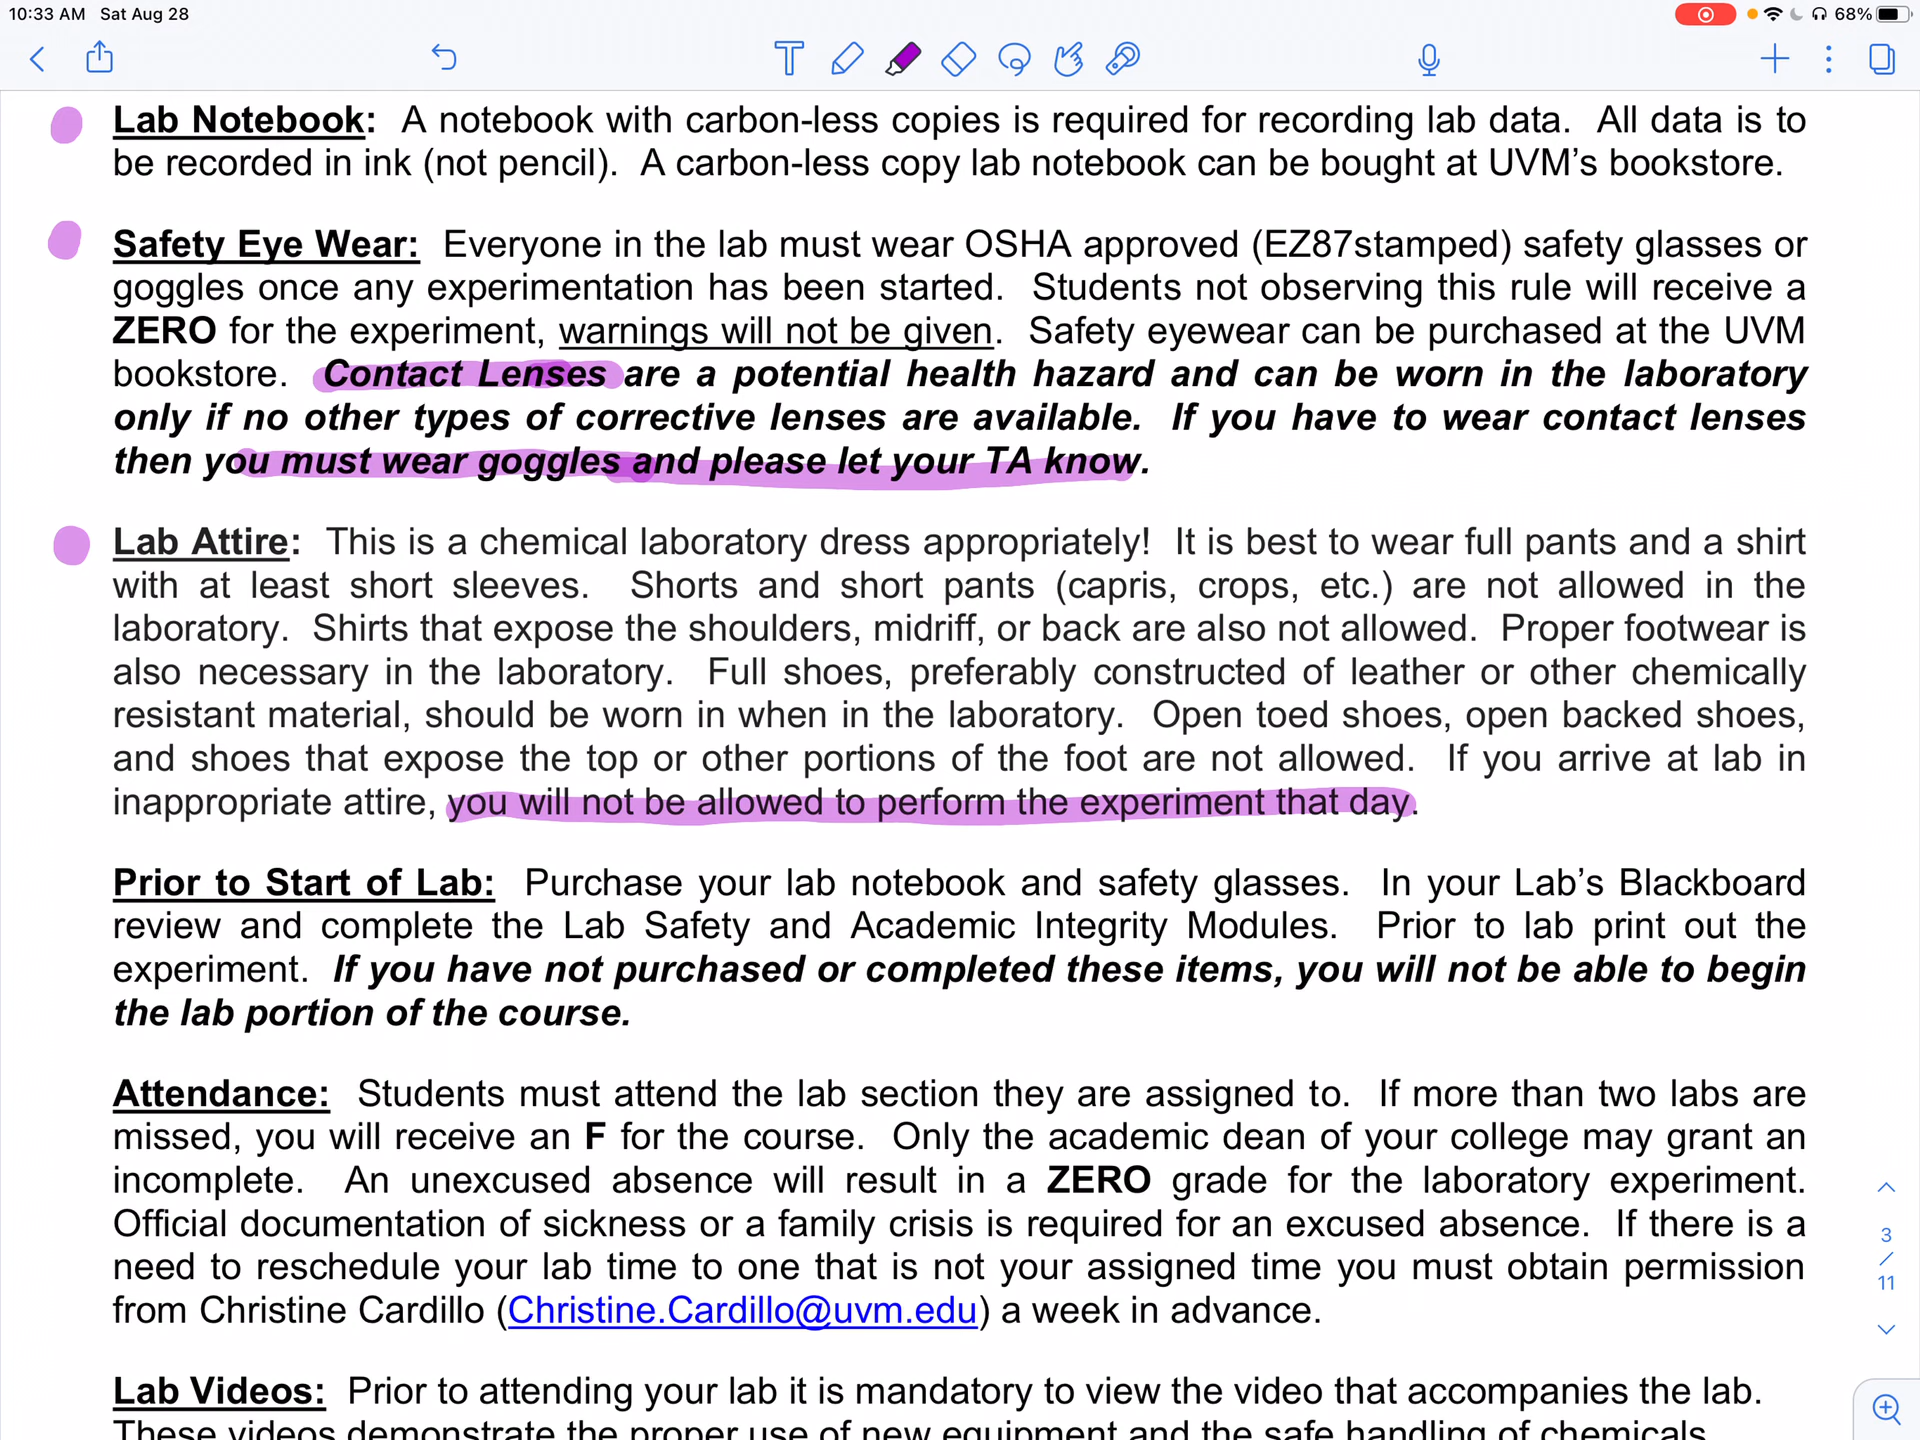 10:33 AM Sat Aug 28
68%
Lab Notebook: A notebook with carbon-less copies is required for recording lab data. All data is to
be recorded in ink (not pencil). A carbon-less copy lab notebook can be bought at UVM’s bookstore.
Safety Eye Wear: Everyone in the lab must wear OSHA approved (EZ87stamped) safety glasses or
goggles once any experimentation has been started. Students not observing this rule will receive a
ZERO for the experiment, warnings will not be given. Safety eyewear can be purchased at the UVM
bookstore. Contact Lenses are a potential health hazard and can be worn in the laboratory
only if no other types of corrective lenses are available. If you have to wear contact lenses
then you must wear goggles and please let your TA know.
Lab Attire: This is a chemical laboratory dress appropriately! It is best to wear full pants and a shirt
with at least short sleeves. Shorts and short pants (capris, crops, etc.) are not allowed in the
laboratory. Shirts that expose the shoulders, midriff, or back are also not allowed. Proper footwear is
also necessary in the laboratory. Full shoes, preferably constructed of leather or other chemically
resistant material, should be worn in when in the laboratory. Open toed shoes, open backed shoes,
and shoes that expose the top or other portions of the foot are not allowed. If you arrive at lab in
inappropriate attire, you will not be allowed to perform the experiment that day.
Prior to Start of Lab: Purchase your lab notebook and safety glasses. In your Lab’s Blackboard
review and complete the Lab Safety and Academic Integrity Modules. Prior to lab print out the
experiment. If you have not purchased or completed these items, you will not be able to begin
the lab portion of the course.
Attendance: Students must attend the lab section they are assigned to. If more than two labs are
missed, you will receive an F for the course. Only the academic dean of your college may grant an
incomplete. An unexcused absence will result in a ZERO grade for the laboratory experiment.
Official documentation of sickness or a family crisis is required for an excused absence. If there is a
need to reschedule your lab time to one that is not your assigned time you must obtain permission
from Christine Cardillo (Christine.Cardillo@uvm.edu) a week in advance.
3
/
11
Lab Videos: Prior to attending your lab it is mandatory to view the video that accompanies the lab.
These videos demonstrate the proper use of new equipment and the safe handling of chemicals.